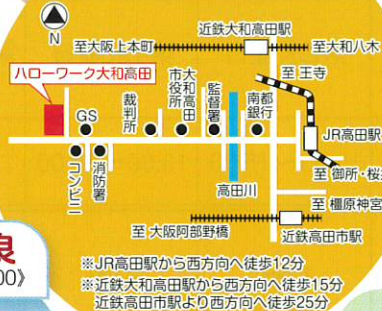 近鉄大和高田駅
至大阪上本町
至大和八木
N
ハローワーク大和高田
至 王寺
GS
裁判所
大和高田市役所
監督署
南都銀行
JR高田駅
コンビニ
消防署
高田川
至 御所・桜
至 橿原神宮
至 大阪阿部野橋
近鉄高田市駅
※JR高田駅から西方向へ徒歩12分
※近鉄大和高田駅から西方向へ徒歩15分
近鉄高田市駅より西方向へ徒歩25分
00》